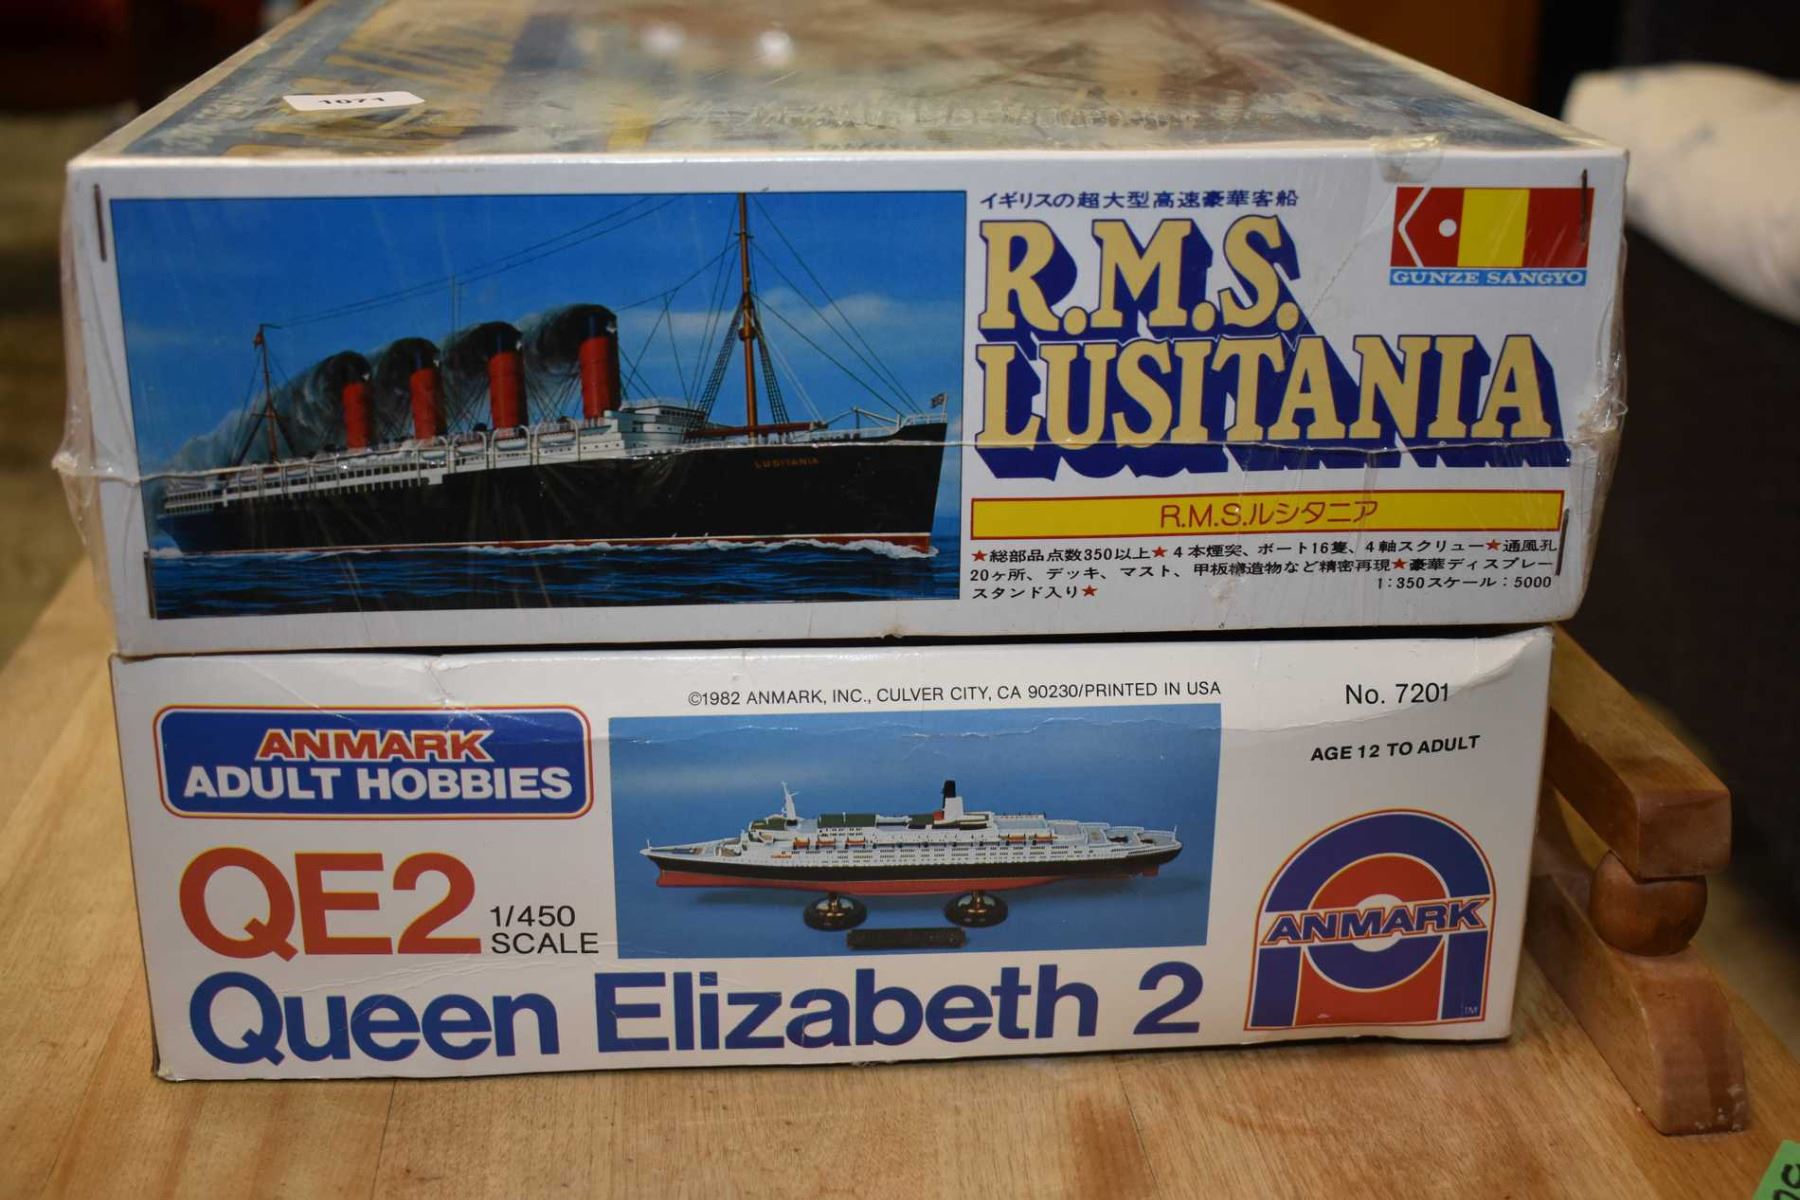 1071
イギリスの超大型高速豪華客船
R.M.S.
LUSITANIA
GUNZE SANGYO
LUSITANIA
R.M.S.ルシタニア
★総部品点数350以上★4本煙突、ボート16隻、4軸スクリュー★通風孔
20ヶ所、デッキ、マスト、甲板構造物など精密再現★豪華ディスプレー
スタンド入り★
1:350スケール:5000
©1982 ANMARK, INC., CULVER CITY, CA 90230/PRINTED IN USA
No. 7201
AGE 12 TO ADULT
ANMARK
ADULT HOBBIES
QE2
1/450
SCALE
Queen Elizabeth 2
ANMARK
TM